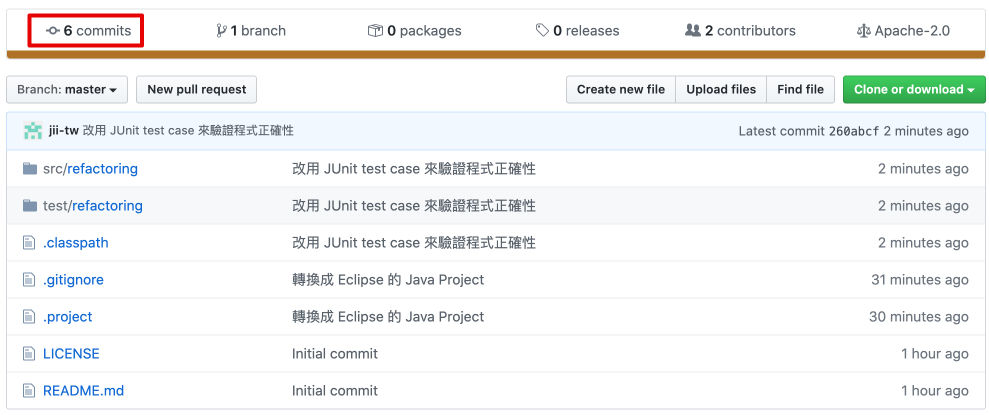 6 commits 1 branch 0 packages 0 releases 2 contributors Apache-2.0
Branch: master New pull request Create new file Upload files Find file Clone or download
jii-tw 改用 JUnit test case 來驗證程式正確性 Latest commit 260abcf 2 minutes ago
src/refactoring 改用 JUnit test case 來驗證程式正確性 2 minutes ago
test/refactoring 改用 JUnit test case 來驗證程式正確性 2 minutes ago
.classpath 改用 JUnit test case 來驗證程式正確性 2 minutes ago
.gitignore 轉換成 Eclipse 的 Java Project 31 minutes ago
.project 轉換成 Eclipse 的 Java Project 30 minutes ago
LICENSE Initial commit 1 hour ago
README.md Initial commit 1 hour ago